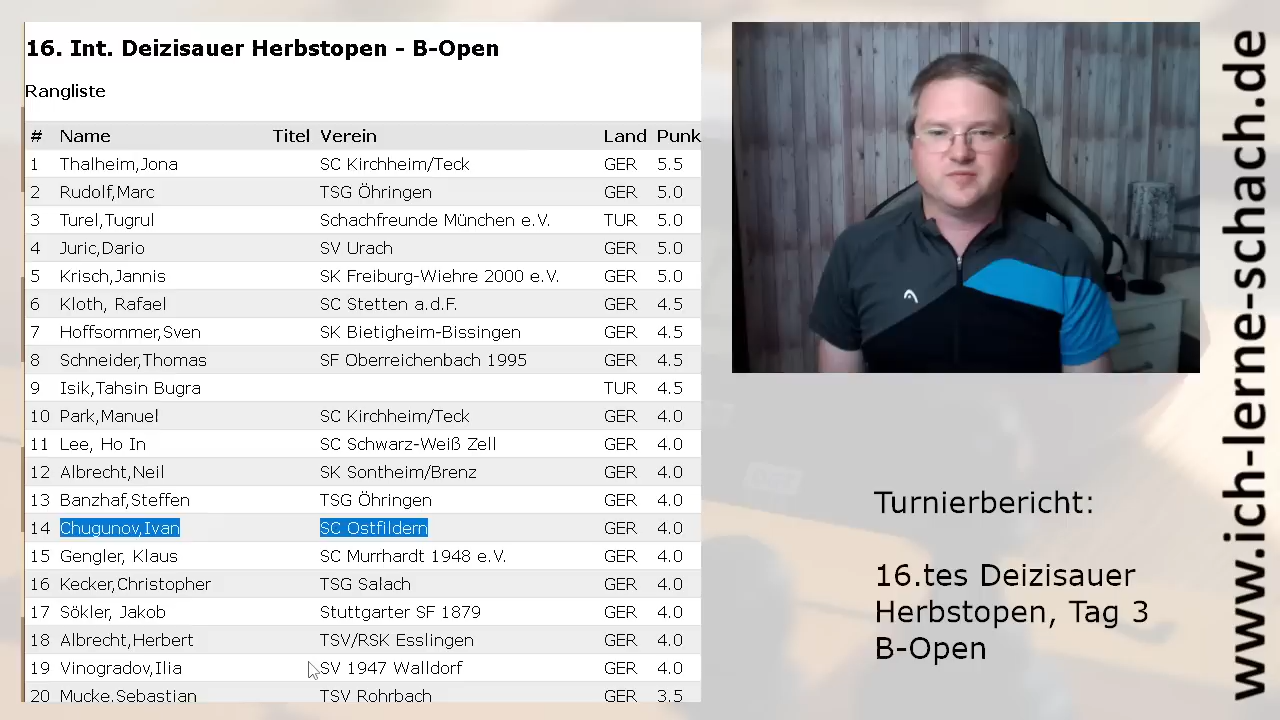 16. Int. Deizisauer Herbstopen - B-Open
Rangliste
# Name Titel Verein Land Punk
1 Thalheim,Jona SC Kirchheim/Teck GER 5.5
2 Rudolf,Marc TSG Öhringen GER 5.0
3 Turel,Tugrul Schachfreunde München e.V. TUR 5.0
4 Juric,Dario SV Urach GER 5.0
5 Krisch,Jannis SK Freiburg-Wiehre 2000 e.V. GER 5.0
6 Kloth, Rafael SC Stetten a.d.F. GER 4.5
7 Hoffsommer,Sven SK Bietigheim-Bissingen GER 4.5
8 Schneider,Thomas SF Oberreichenbach 1995 GER 4.5
9 Isik,Tahsin Bugra TUR 4.5
10 Park,Manuel SC Kirchheim/Teck GER 4.0
11 Lee, Ho In SC Schwarz-Weiß Zell GER 4.0
12 Albrecht,Neil SK Sontheim/Brenz GER 4.0
13 Banzhaf,Steffen TSG Öhringen GER 4.0
14 Chugunov,Ivan SC Ostfildern GER 4.0
15 Gengler, Klaus SC Murrhardt 1948 e.V. GER 4.0
16 Kecker,Christopher TSG Salach GER 4.0
17 Sökler, Jakob Stuttgarter SF 1879 GER 4.0
18 Albrecht,Herbert TSV/RSK Esslingen GER 4.0
19 Vinogradov,Ilia SV 1947 Walldorf GER 4.0
20 Mucke,Sebastian TSV Rohrbach GER 3.5
Turnierbericht:
16.tes Deizisauer
Herbstopen, Tag 3
B-Open
www.ich-lerne-schach.de